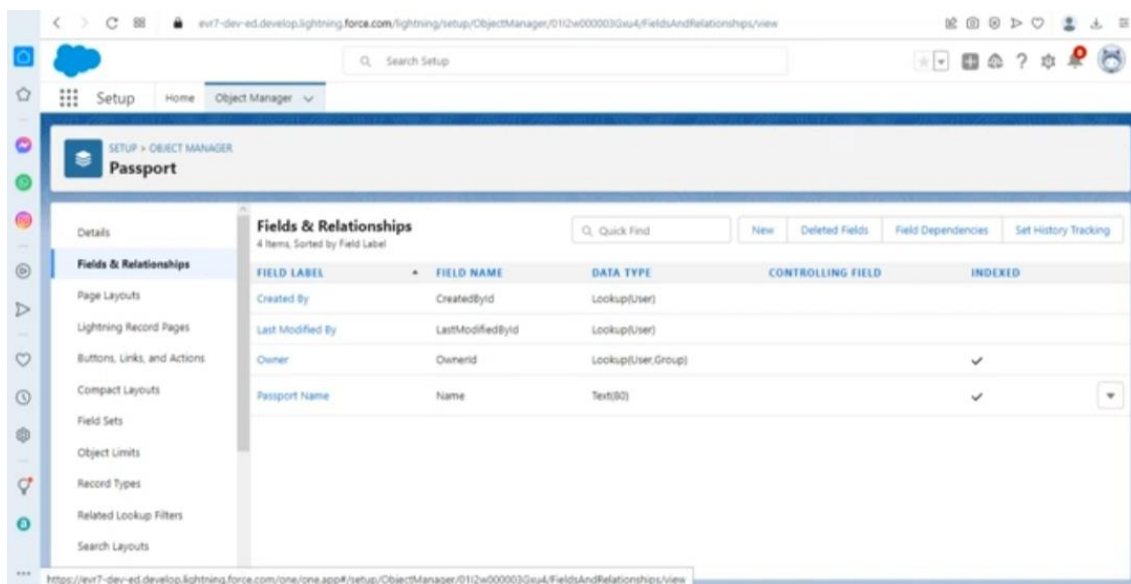 evr7-dev-ed.develop.lightning.force.com/lightning/setup/ObjectManager/01I2w000003Gxu4/FieldsAndRelationships/view
Search Setup
Setup Home Object Manager
SETUP > OBJECT MANAGER
Passport
Details
Fields & Relationships
Page Layouts
Lightning Record Pages
Buttons, Links, and Actions
Compact Layouts
Field Sets
Object Limits
Record Types
Related Lookup Filters
Search Layouts
Fields & Relationships
4 Items, Sorted by Field Label
Quick Find
New Deleted Fields Field Dependencies Set History Tracking
FIELD LABEL FIELD NAME DATA TYPE CONTROLLING FIELD INDEXED
Created By CreatedById Lookup(User)
Last Modified By LastModifiedById Lookup(User)
Owner OwnerId Lookup(User,Group)
Passport Name Name Text(80)
https://evr7-dev-ed.develop.lightning.force.com/one/one.app#/setup/ObjectManager/01I2w000003Gxu4/FieldsAndRelationships/view